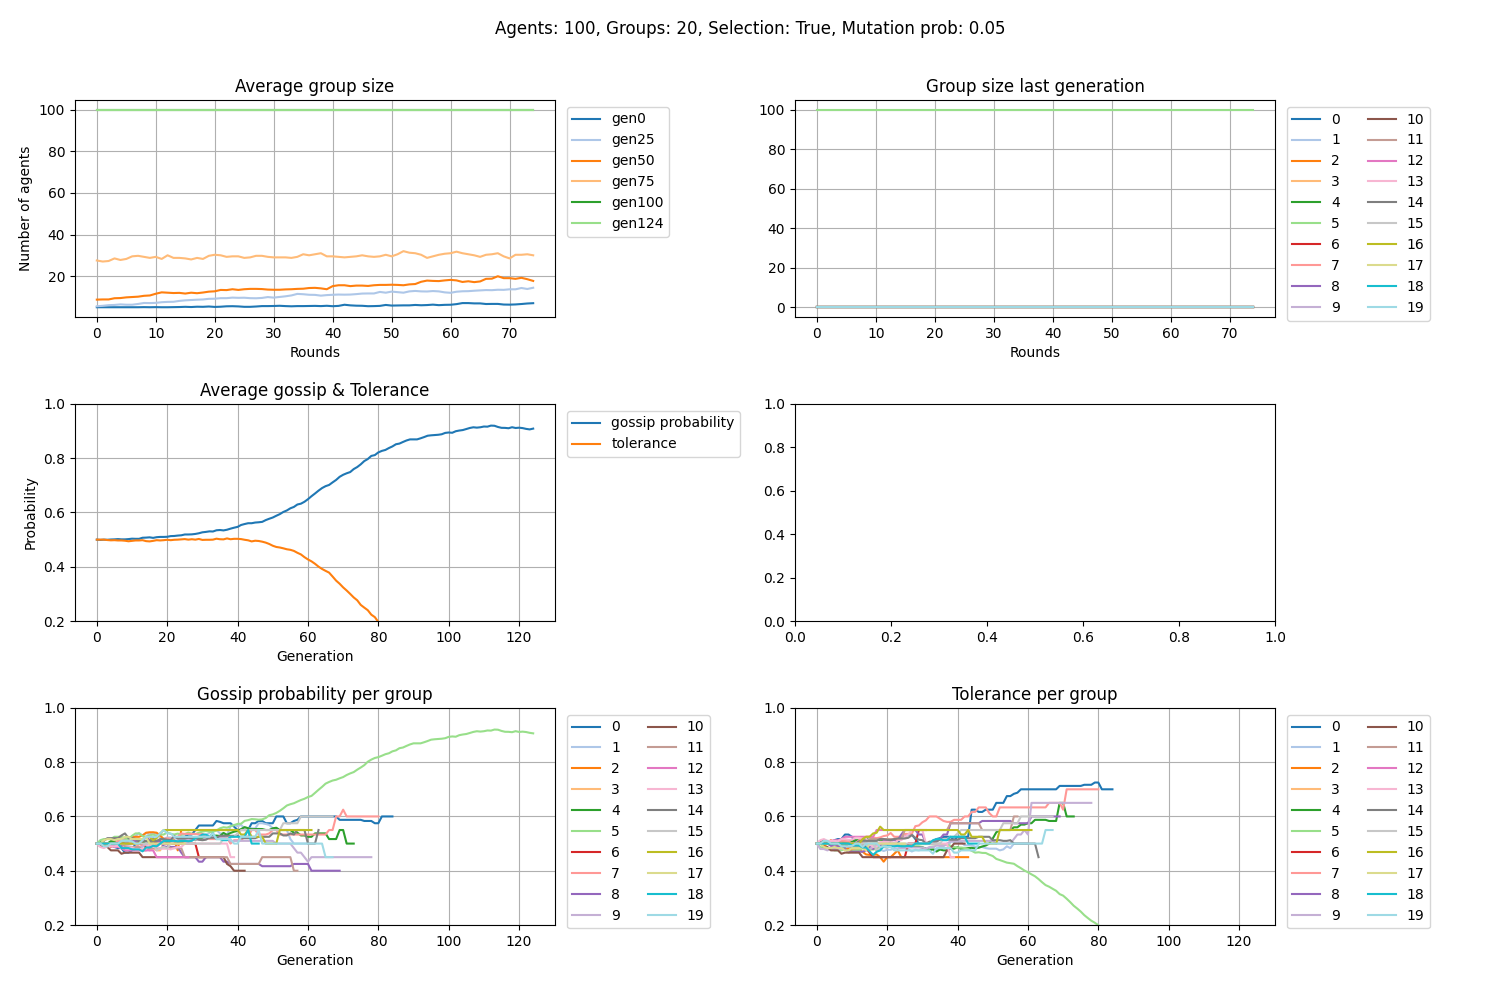 Agents: 100, Groups: 20, Selection: True, Mutation prob: 0.05
Average group size
Number of agents
100
80
60
40
20
0 10 20 30 40 50 60 70
Rounds
gen0
gen25
gen50
gen75
gen100
gen124
Group size last generation
100
80
60
40
20
0
0 10 20 30 40 50 60 70
Rounds
0 10
1 11
2 12
3 13
4 14
5 15
6 16
7 17
8 18
9 19
Average gossip & Tolerance
Probability
1.0
0.8
0.6
0.4
0.2
0 20 40 60 80 100 120
Generation
gossip probability
tolerance
1.0
0.8
0.6
0.4
0.2
0.0
0.0 0.2 0.4 0.6 0.8 1.0
Gossip probability per group
1.0
0.8
0.6
0.4
0.2
0 20 40 60 80 100 120
Generation
0 10
1 11
2 12
3 13
4 14
5 15
6 16
7 17
8 18
9 19
Tolerance per group
1.0
0.8
0.6
0.4
0.2
0 20 40 60 80 100 120
Generation
0 10
1 11
2 12
3 13
4 14
5 15
6 16
7 17
8 18
9 19